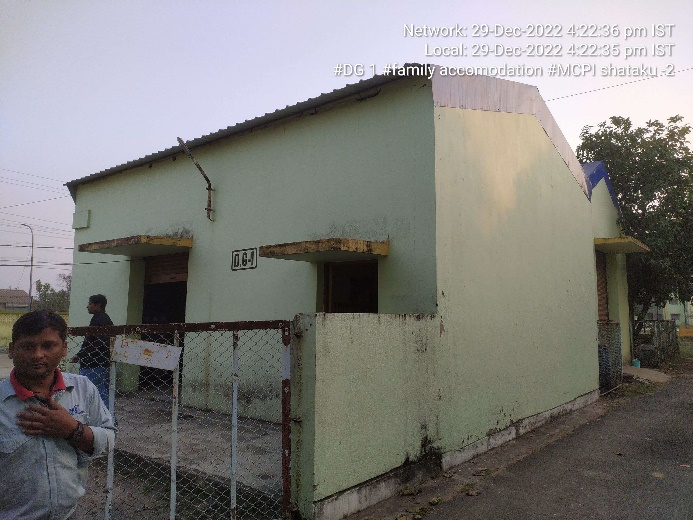 Network: 29-Dec-2022 4:22:36 pm IST
Local: 29-Dec-2022 4:22:35 pm IST
#DG 1 #family accomodation #MCPI shataku.-2
D.G-1